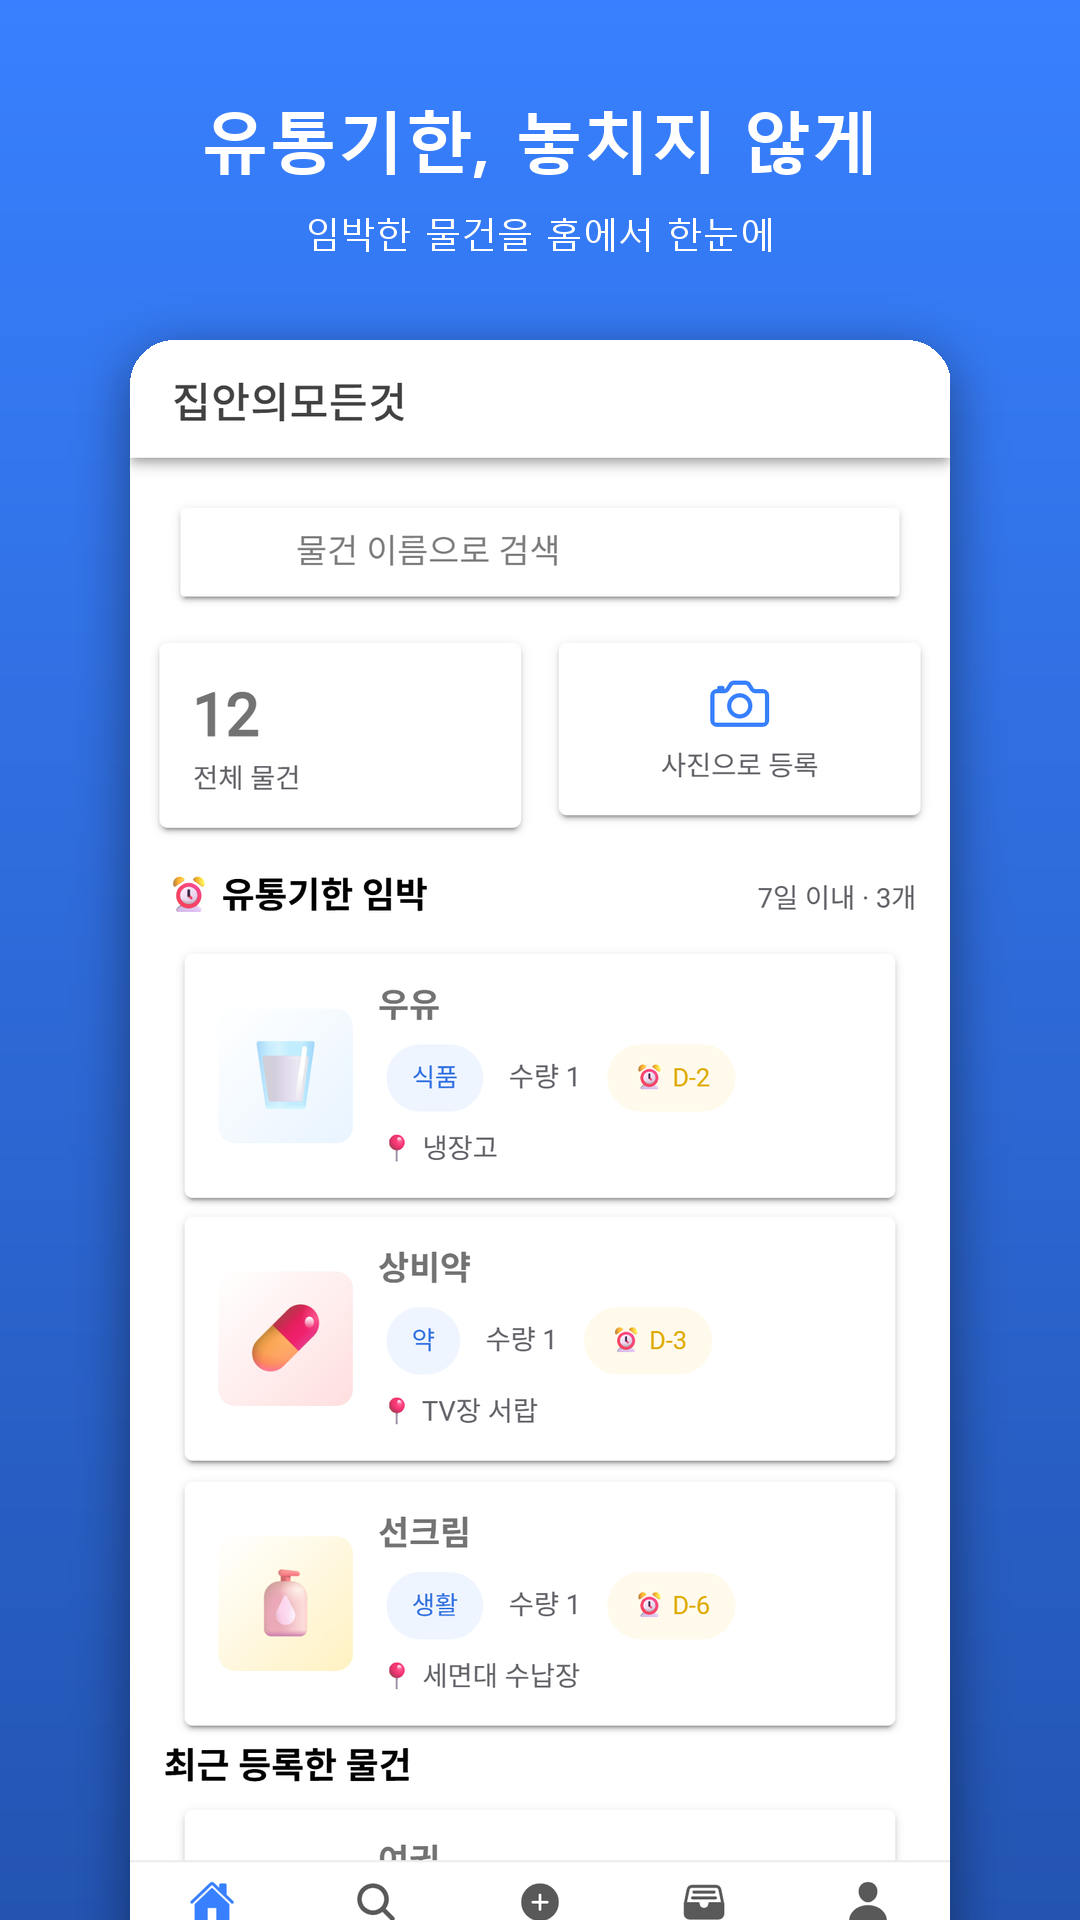 유통기한, 놓치지 않게
임박한 물건을 홈에서 한눈에
집안의모든것
물건 이름으로 검색
12
전체 물건
사진으로 등록
유통기한 임박
7일 이내 · 3개
우유
식품 수량 1 D-2
냉장고
상비약
약 수량 1 D-3
TV장 서랍
선크림
생활 수량 1 D-6
세면대 수납장
최근 등록한 물건